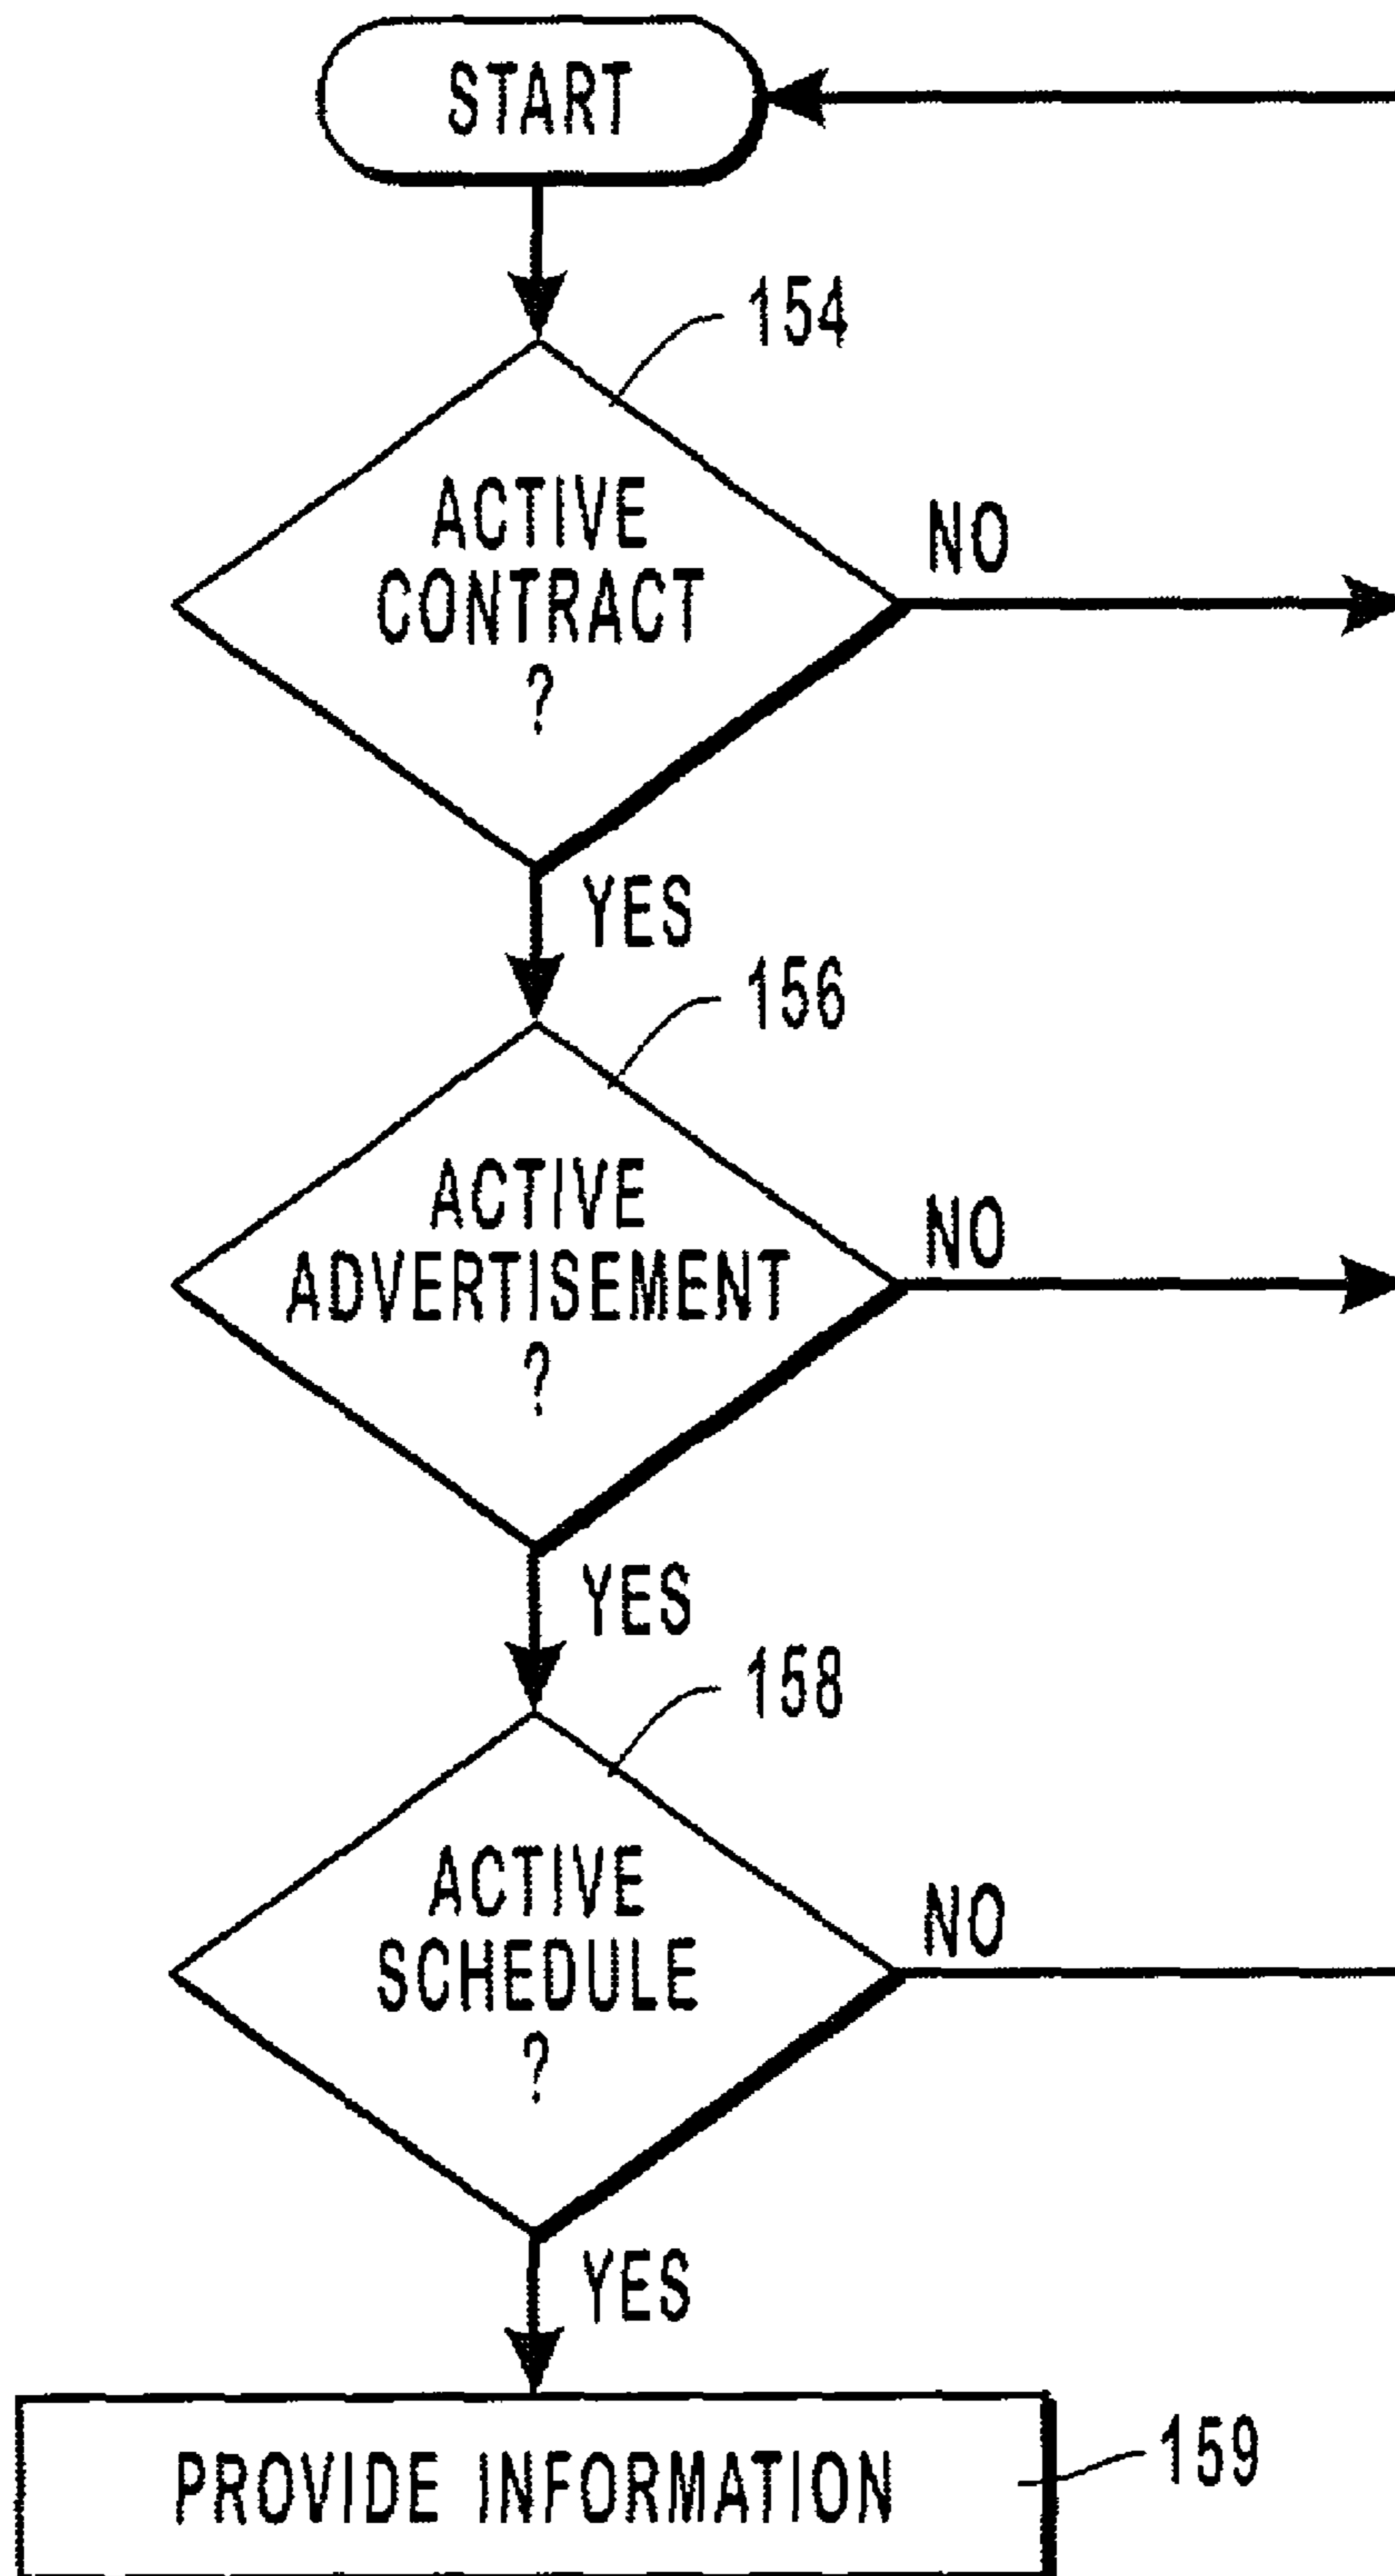 START
154
ACTIVE
CONTRACT
?
NO
YES
156
ACTIVE
ADVERTISEMENT
?
NO
YES
158
ACTIVE
SCHEDULE
?
NO
YES
PROVIDE INFORMATION
159